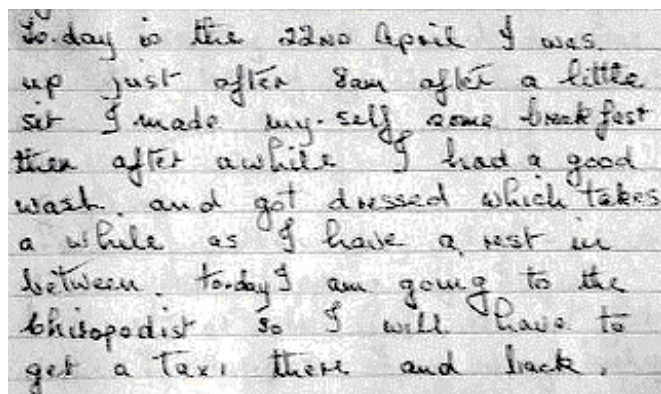 To-day is the 22ND April I was
up just after 8am after a little
sit I made my-self some breakfast
then after awhile I had a good
wash. and got dressed which takes
a while as I have a rest in
between. to-day I am going to the
Chiropodist so I will have to
get a Taxi there and back.